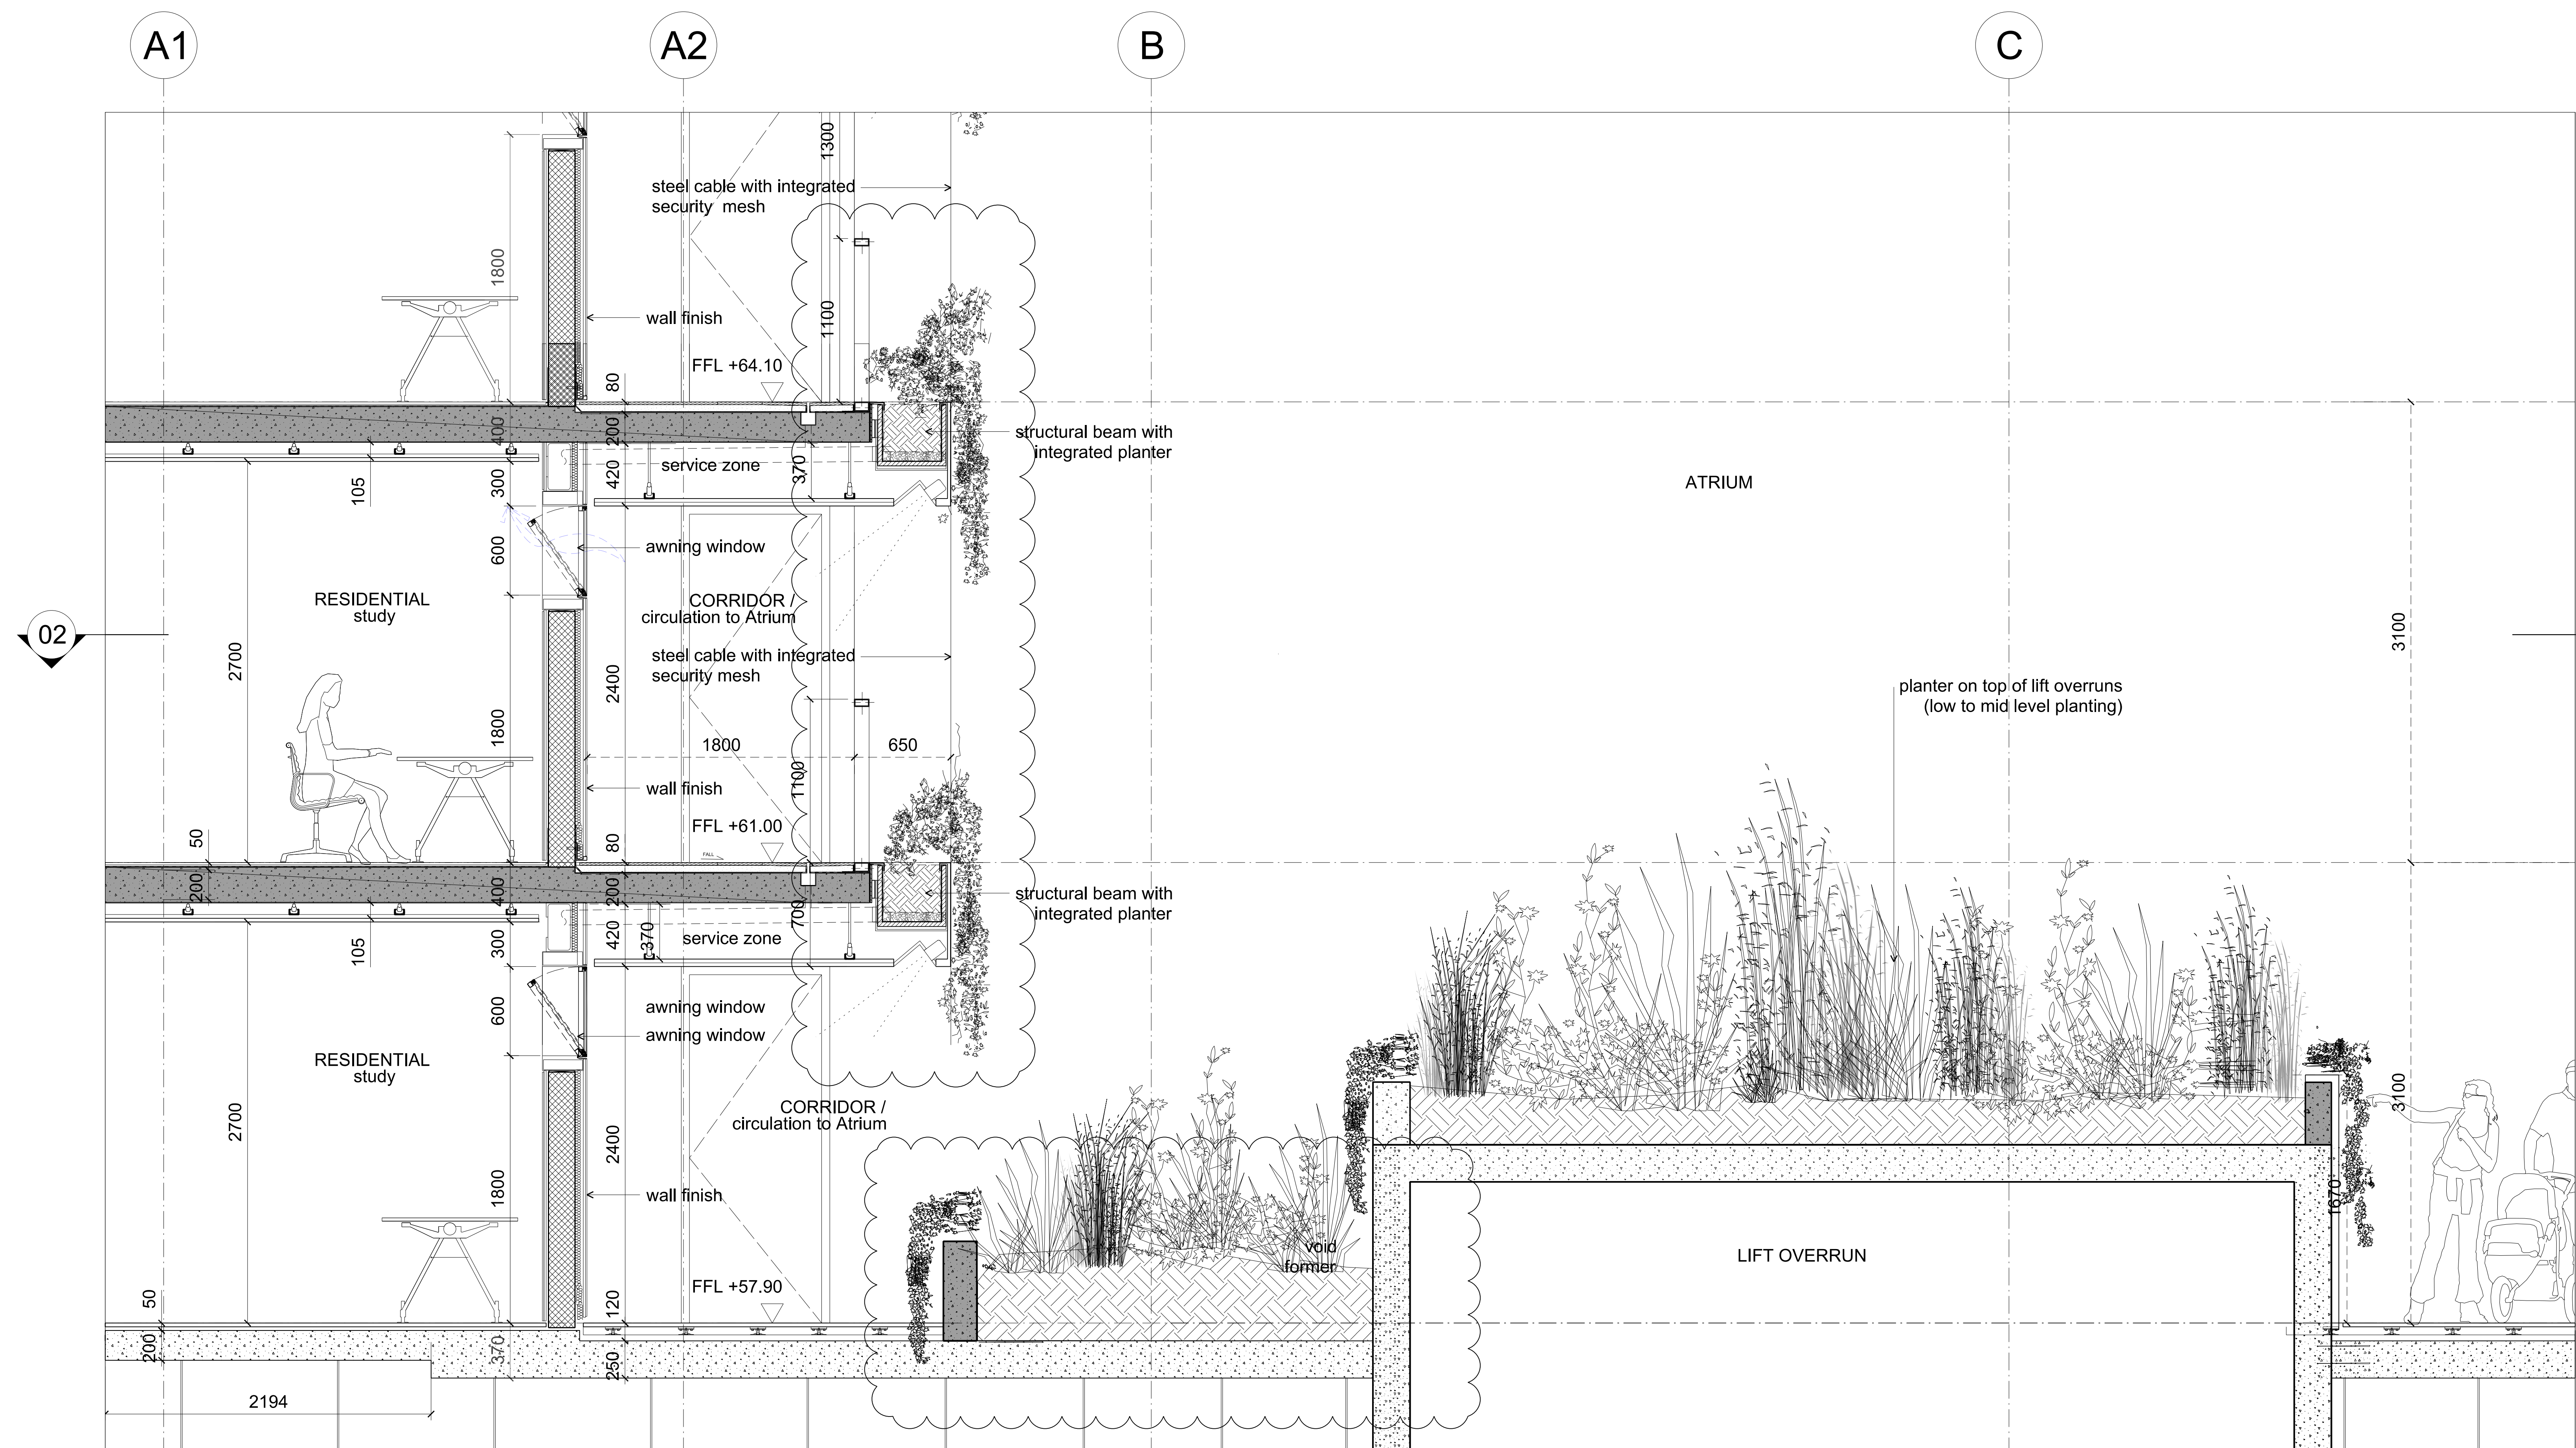 A1
A2
B
C
1300
steel cable with integrated
security mesh
1800
1100
wall finish
FFL +64.10
80
400
200
structural beam with
integrated planter
service zone
420
370
300
105
ATRIUM
awning window
600
RESIDENTIAL
study
CORRIDOR /
circulation to Atrium
02
3100
steel cable with integrated
security mesh
2700
2400
planter on top of lift overruns
(low to mid level planting)
1800
1800
650
1100
wall finish
FFL +61.00
50
80
FALL
200
400
200
structural beam with
integrated planter
700
service zone
420
370
300
105
awning window
600
awning window
RESIDENTIAL
study
3100
CORRIDOR /
circulation to Atrium
2700
2400
1800
wall finish
1670
void
former
LIFT OVERRUN
FFL +57.90
50
120
200
370
250
2194